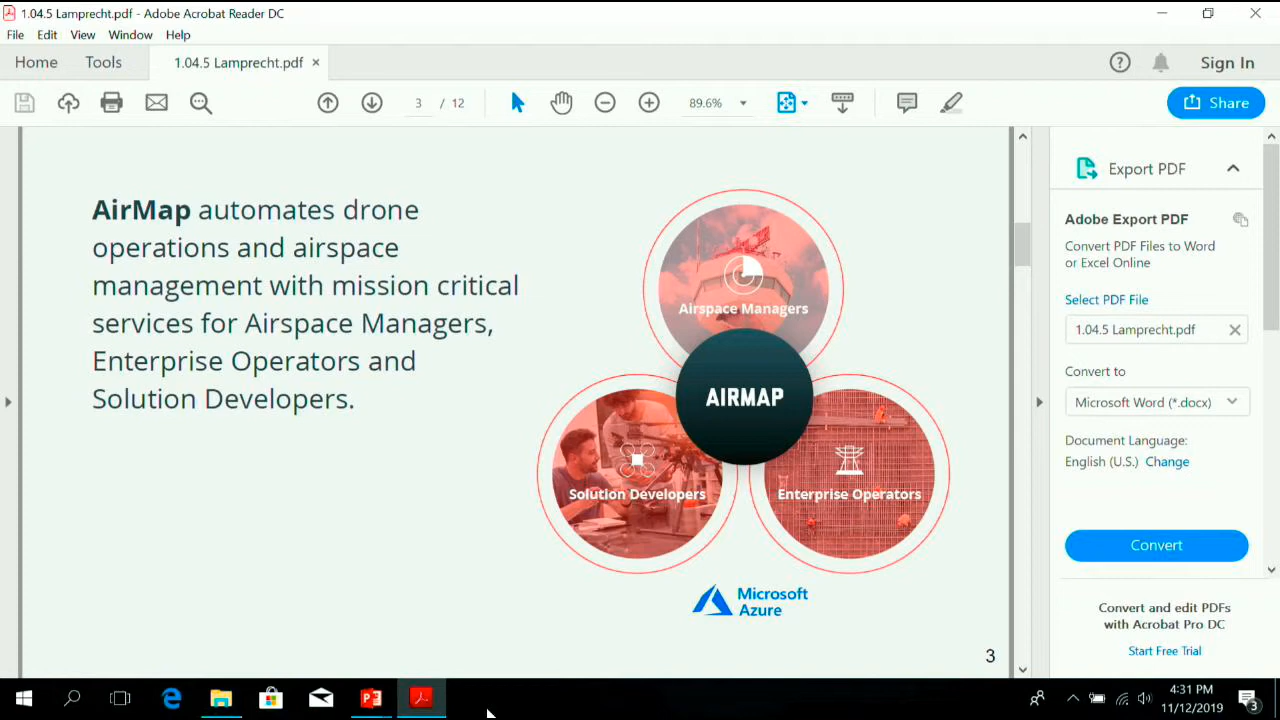 1.04.5 Lamprecht.pdf - Adobe Acrobat Reader DC
File Edit View Window Help
Home Tools 1.04.5 Lamprecht.pdf × Sign In
3 / 12 89.6% Share
AirMap automates drone
operations and airspace
management with mission critical
services for Airspace Managers,
Enterprise Operators and
Solution Developers.
Airspace Managers
AIRMAP
Solution Developers
Enterprise Operators
Microsoft
Azure
3
Export PDF
Adobe Export PDF
Convert PDF Files to Word
or Excel Online
Select PDF File
1.04.5 Lamprecht.pdf
Convert to
Microsoft Word (*.docx)
Document Language:
English (U.S.) Change
Convert
Convert and edit PDFs
with Acrobat Pro DC
Start Free Trial
4:31 PM
11/12/2019
3